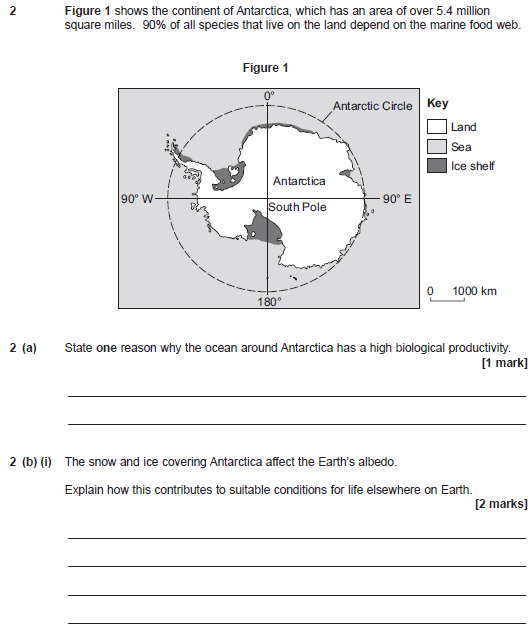 2 Figure 1 shows the continent of Antarctica, which has an area of over 5.4 million
square miles. 90% of all species that live on the land depend on the marine food web.
Figure 1
0°
Antarctic Circle
Key
Land
Sea
Ice shelf
Antarctica
90° W
90° E
South Pole
0 1000 km
180°
2 (a) State one reason why the ocean around Antarctica has a high biological productivity.
[1 mark]
2 (b) (i) The snow and ice covering Antarctica affect the Earth's albedo.
Explain how this contributes to suitable conditions for life elsewhere on Earth.
[2 marks]